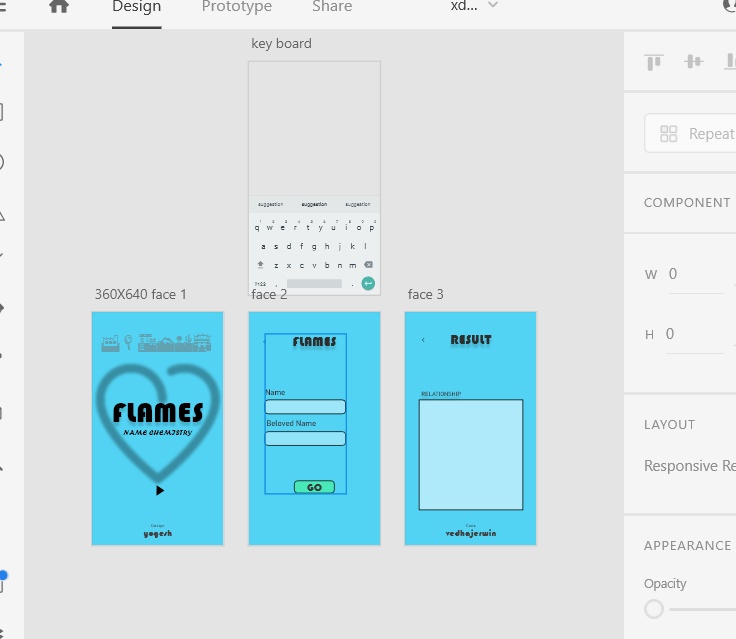 Design Prototype Share xd...
key board
suggestion suggestion suggestion
q w e r t y u i o p
a s d f g h j k l
z x c v b n m
?123 , .
360X640 face 1 face 2 face 3
FLAMES
NAME CHEMISTRY
Design
yogesh
FLAMES
Name
Beloved Name
GO
RESULT
RELATIONSHIP
Code
vedhajerwin
Repeat
COMPONENT
W 0
H 0
LAYOUT
Responsive Re
APPEARANCE
Opacity